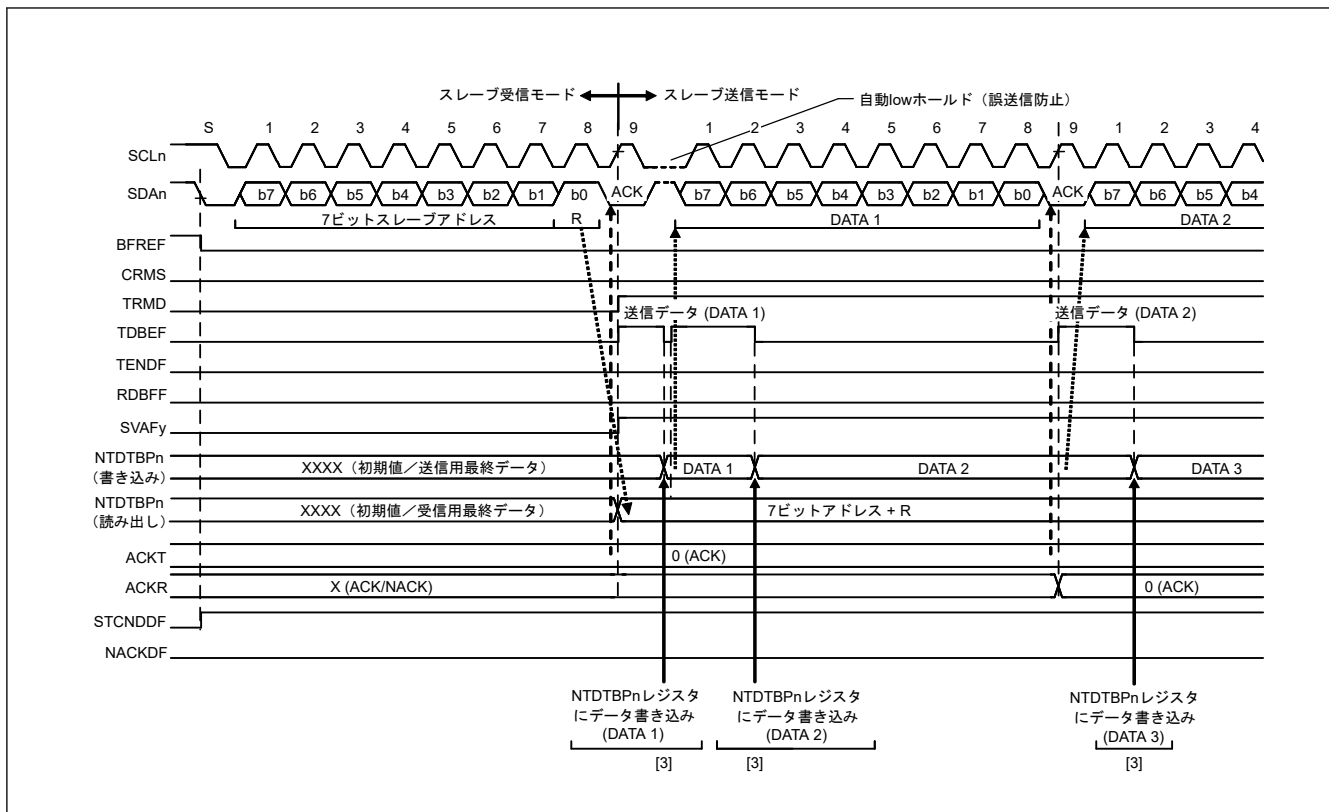 スレーブ受信モード スレーブ送信モード
自動lowホールド（誤送信防止）
S 1 2 3 4 5 6 7 8 9 1 2 3 4 5 6 7 8 9 1 2 3 4
SCLn
SDAn b7 b6 b5 b4 b3 b2 b1 b0 ACK b7 b6 b5 b4 b3 b2 b1 b0 ACK b7 b6 b5 b4
7ビットスレーブアドレス R DATA 1 DATA 2
BFREF
CRMS
TRMD
送信データ (DATA 1) 送信データ (DATA 2)
TDBEF
TENDF
RDBFF
SVAFy
NTDTBPn
（書き込み）
XXXX（初期値／送信用最終データ） DATA 1 DATA 2 DATA 3
NTDTBPn
（読み出し）
XXXX（初期値／受信用最終データ） 7ビットアドレス + R
ACKT 0 (ACK)
ACKR X (ACK/NACK) 0 (ACK)
STCNDDF
NACKDF
NTDTBPnレジスタ
にデータ書き込み
(DATA 1)
[3]
NTDTBPnレジスタ
にデータ書き込み
(DATA 2)
[3]
NTDTBPnレジスタ
にデータ書き込み
(DATA 3)
[3]